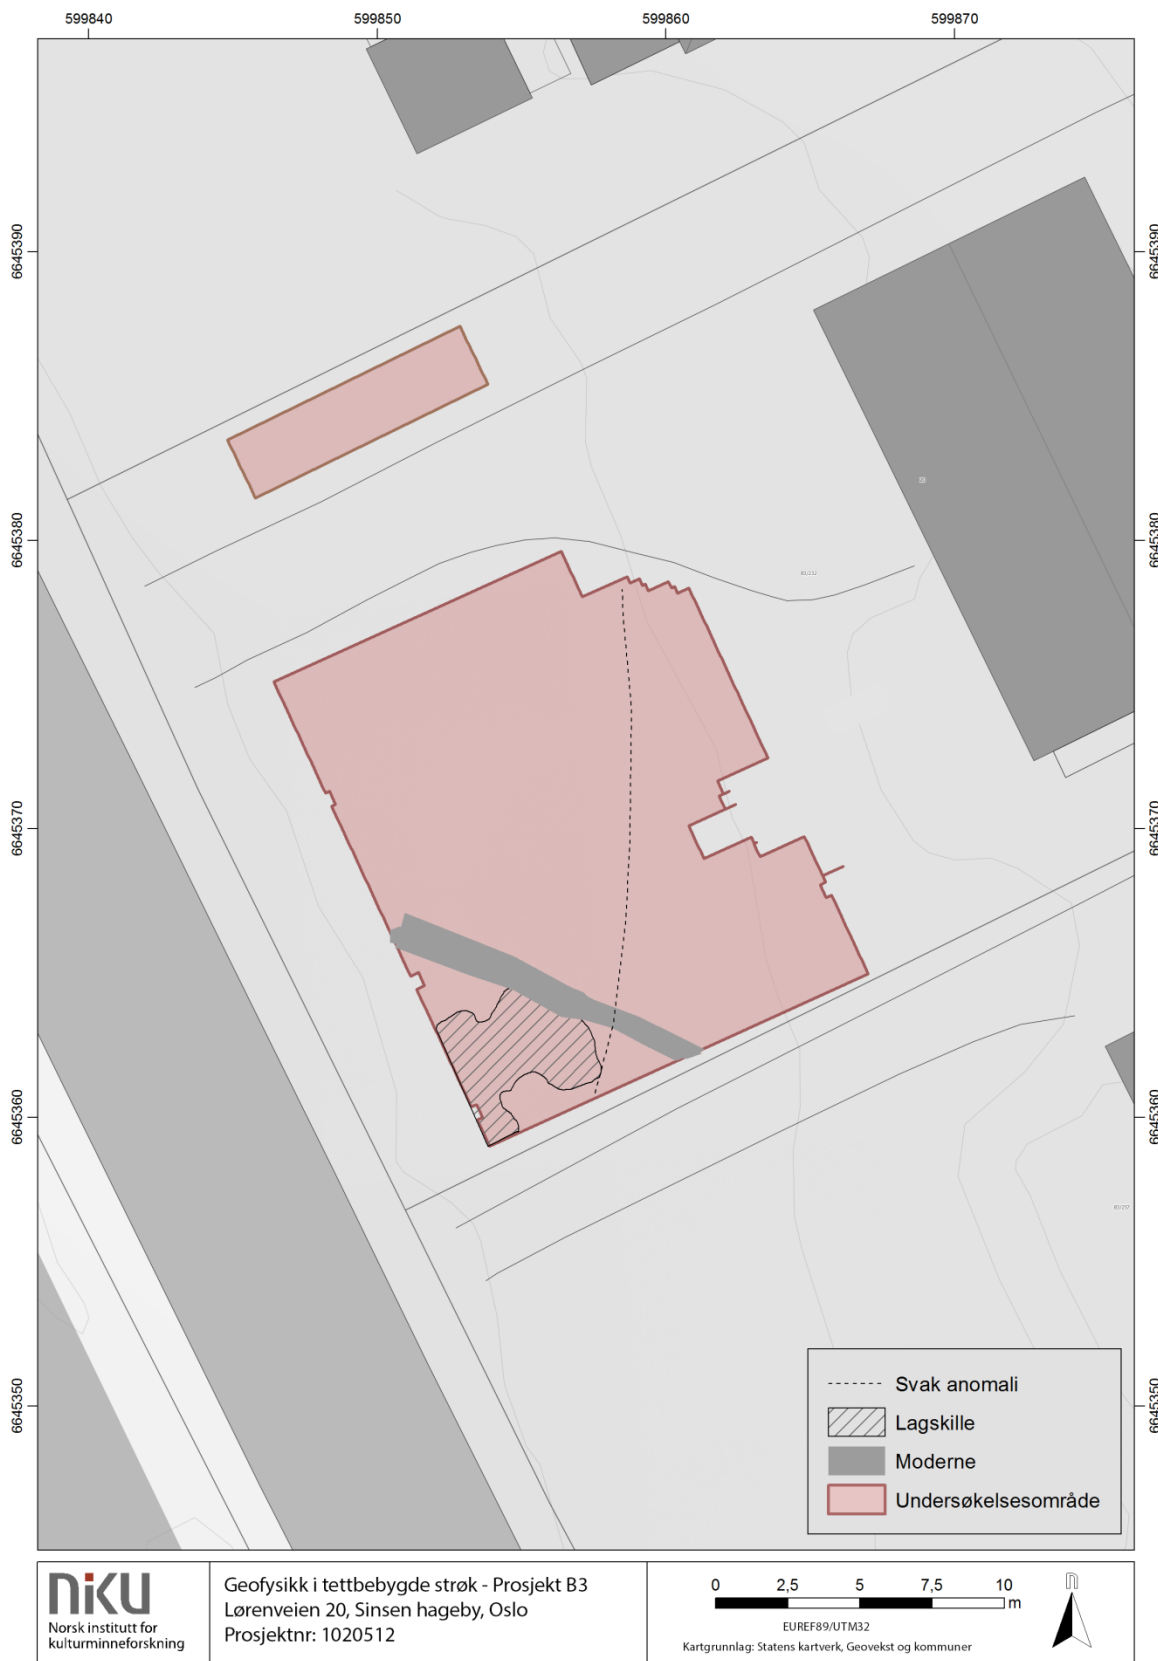 599840 599850 599860 599870
6645390 6645390
6645380 6645380
83/252
6645370 6645370
6645360 6645360
6645350 6645350
Svak anomali
Lagskille
Moderne
Undersøkelsesområde
niku
Norsk institutt for
kulturminneforskning
Geofysikk i tettbebygde strøk - Prosjekt B3
Lørenveien 20, Sinsen hageby, Oslo
Prosjektnr: 1020512
0 2,5 5 7,5 10
m
EUREF89/UTM32
Kartgrunnlag: Statens kartverk, Geovekst og kommuner
n